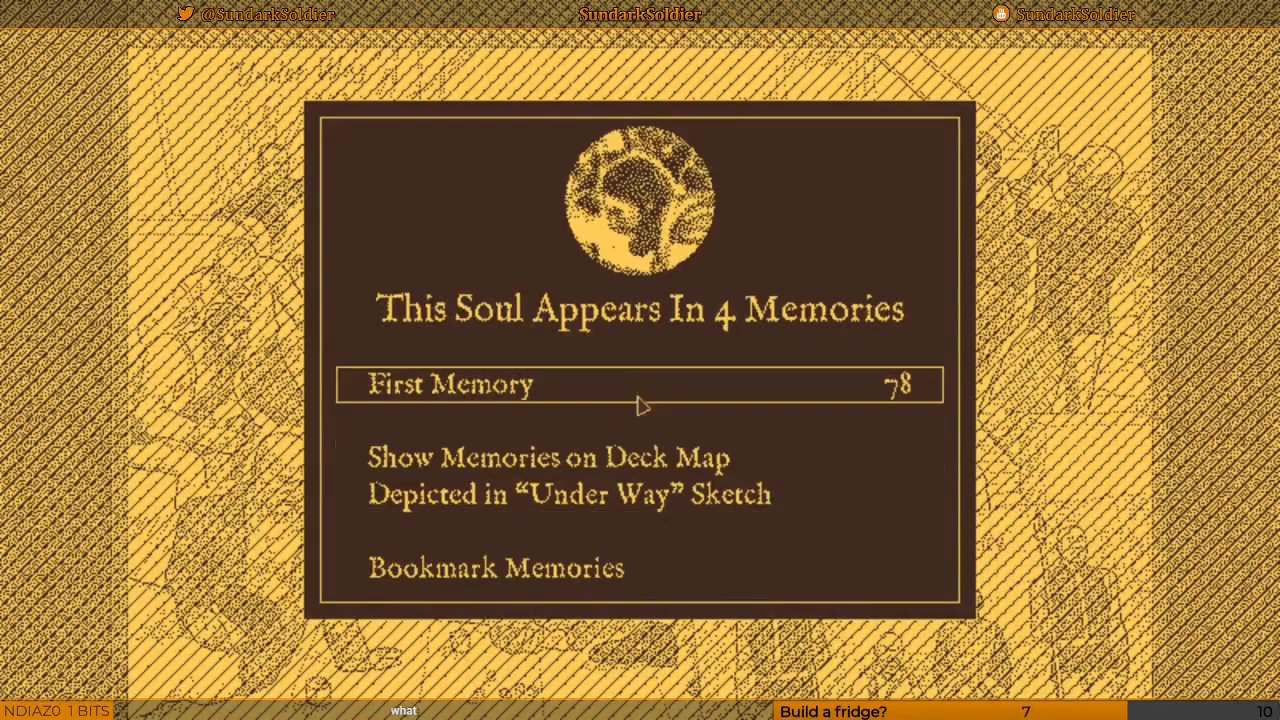 @SundarkSoldier SundarkSoldier SundarkSoldier
This Soul Appears In 4 Memories
First Memory 78
Show Memories on Deck Map
Depicted in “Under Way” Sketch
Bookmark Memories
NDIAZ0 1 BITS what Build a fridge? 7 10